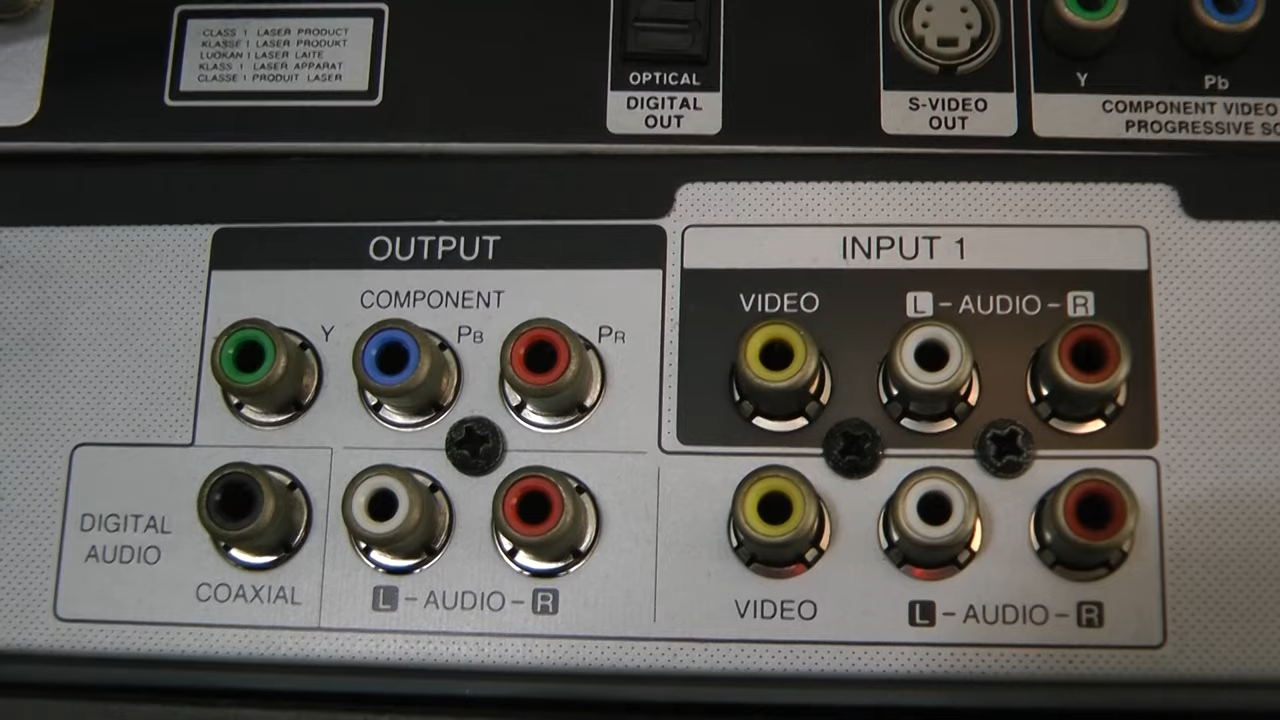 CLASS 1 LASER PRODUCT
KLASSE 1 LASER PRODUKT
LUOKAN 1 LASER LAITE
KLASS 1 LASER APPARAT
CLASSE 1 PRODUIT LASER
OPTICAL
DIGITAL
OUT
S-VIDEO
OUT
Y
Pb
COMPONENT VIDEO
PROGRESSIVE
OUTPUT
COMPONENT
Y
PB
PR
INPUT 1
VIDEO
L - AUDIO - R
DIGITAL
AUDIO
COAXIAL
L - AUDIO - R
VIDEO
L - AUDIO - R